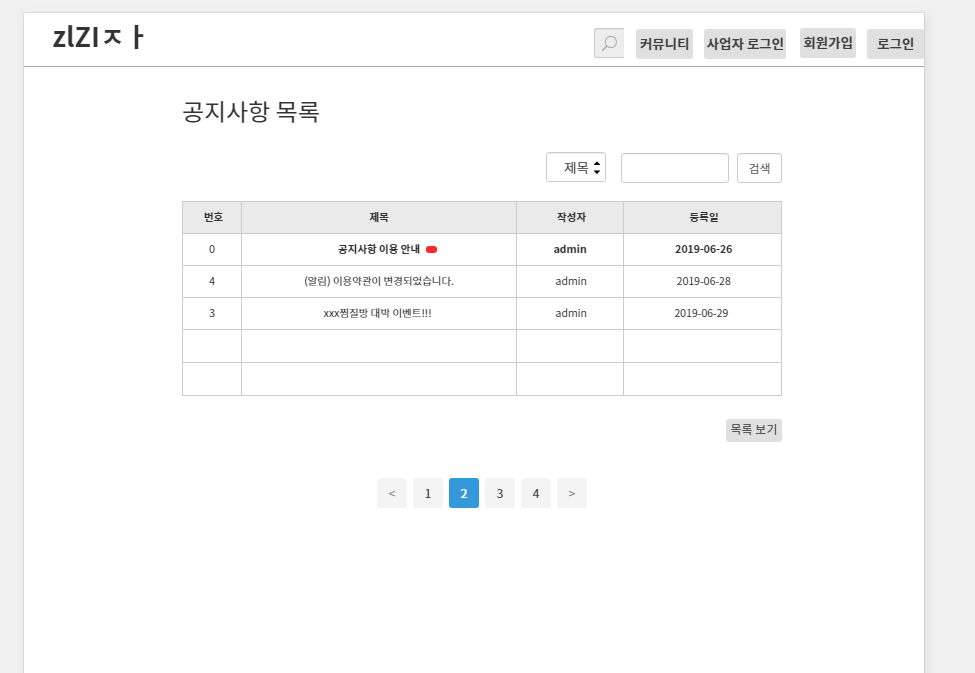 zlZIㅈㅏ
커뮤니티 사업자 로그인 회원가입 로그인
공지사항 목록
제목 검색
번호 제목 작성자 등록일
0 공지사항 이용 안내 admin 2019-06-26
4 (알림) 이용약관이 변경되었습니다. admin 2019-06-28
3 xxx찜질방 대박 이벤트!!! admin 2019-06-29
목록 보기
< 1 2 3 4 >